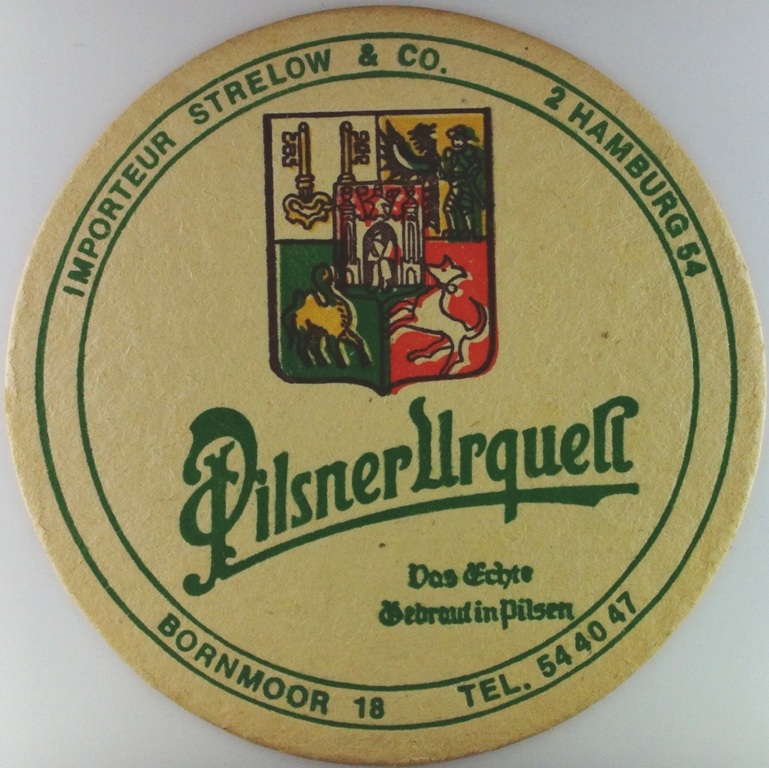 IMPORTEUR STRELOW & CO.
2 HAMBURG 54
Pilsner Urquell
Das Echte
Gebraut in Pilsen
BORNMOOR 18
TEL. 54 40 47